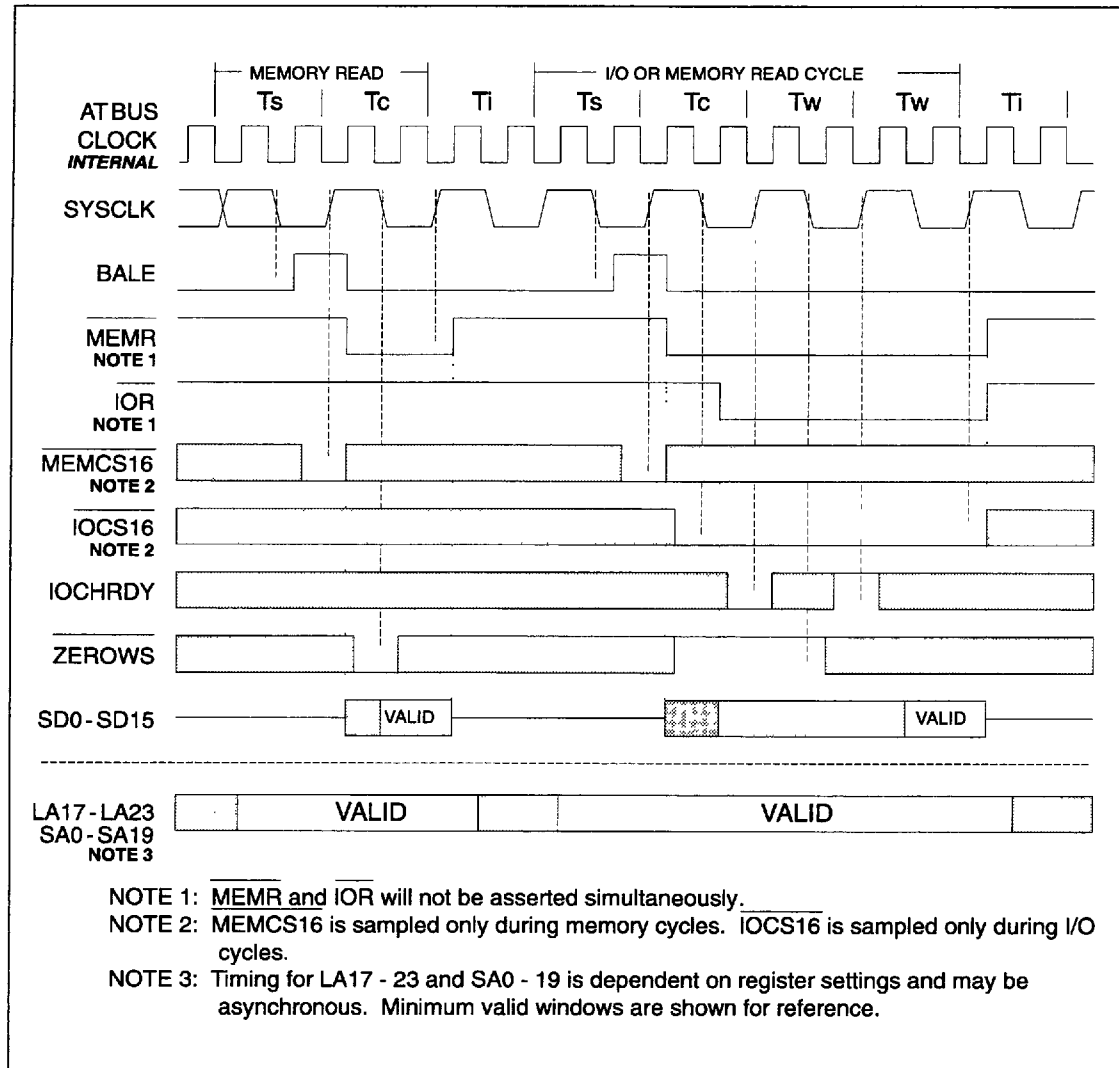 MEMORY READ I/O OR MEMORY READ CYCLE
Ts Tc Ti Ts Tc Tw Tw Ti
AT BUS
CLOCK
INTERNAL
SYSCLK
BALE
MEMR
NOTE 1
IOR
NOTE 1
MEMCS16
NOTE 2
IOCS16
NOTE 2
IOCHRDY
ZEROWS
SD0 - SD15 VALID VALID
LA17 - LA23
SA0 - SA19
NOTE 3
VALID VALID
NOTE 1: MEMR and IOR will not be asserted simultaneously.
NOTE 2: MEMCS16 is sampled only during memory cycles. IOCS16 is sampled only during I/O
cycles.
NOTE 3: Timing for LA17 - 23 and SA0 - 19 is dependent on register settings and may be
asynchronous. Minimum valid windows are shown for reference.